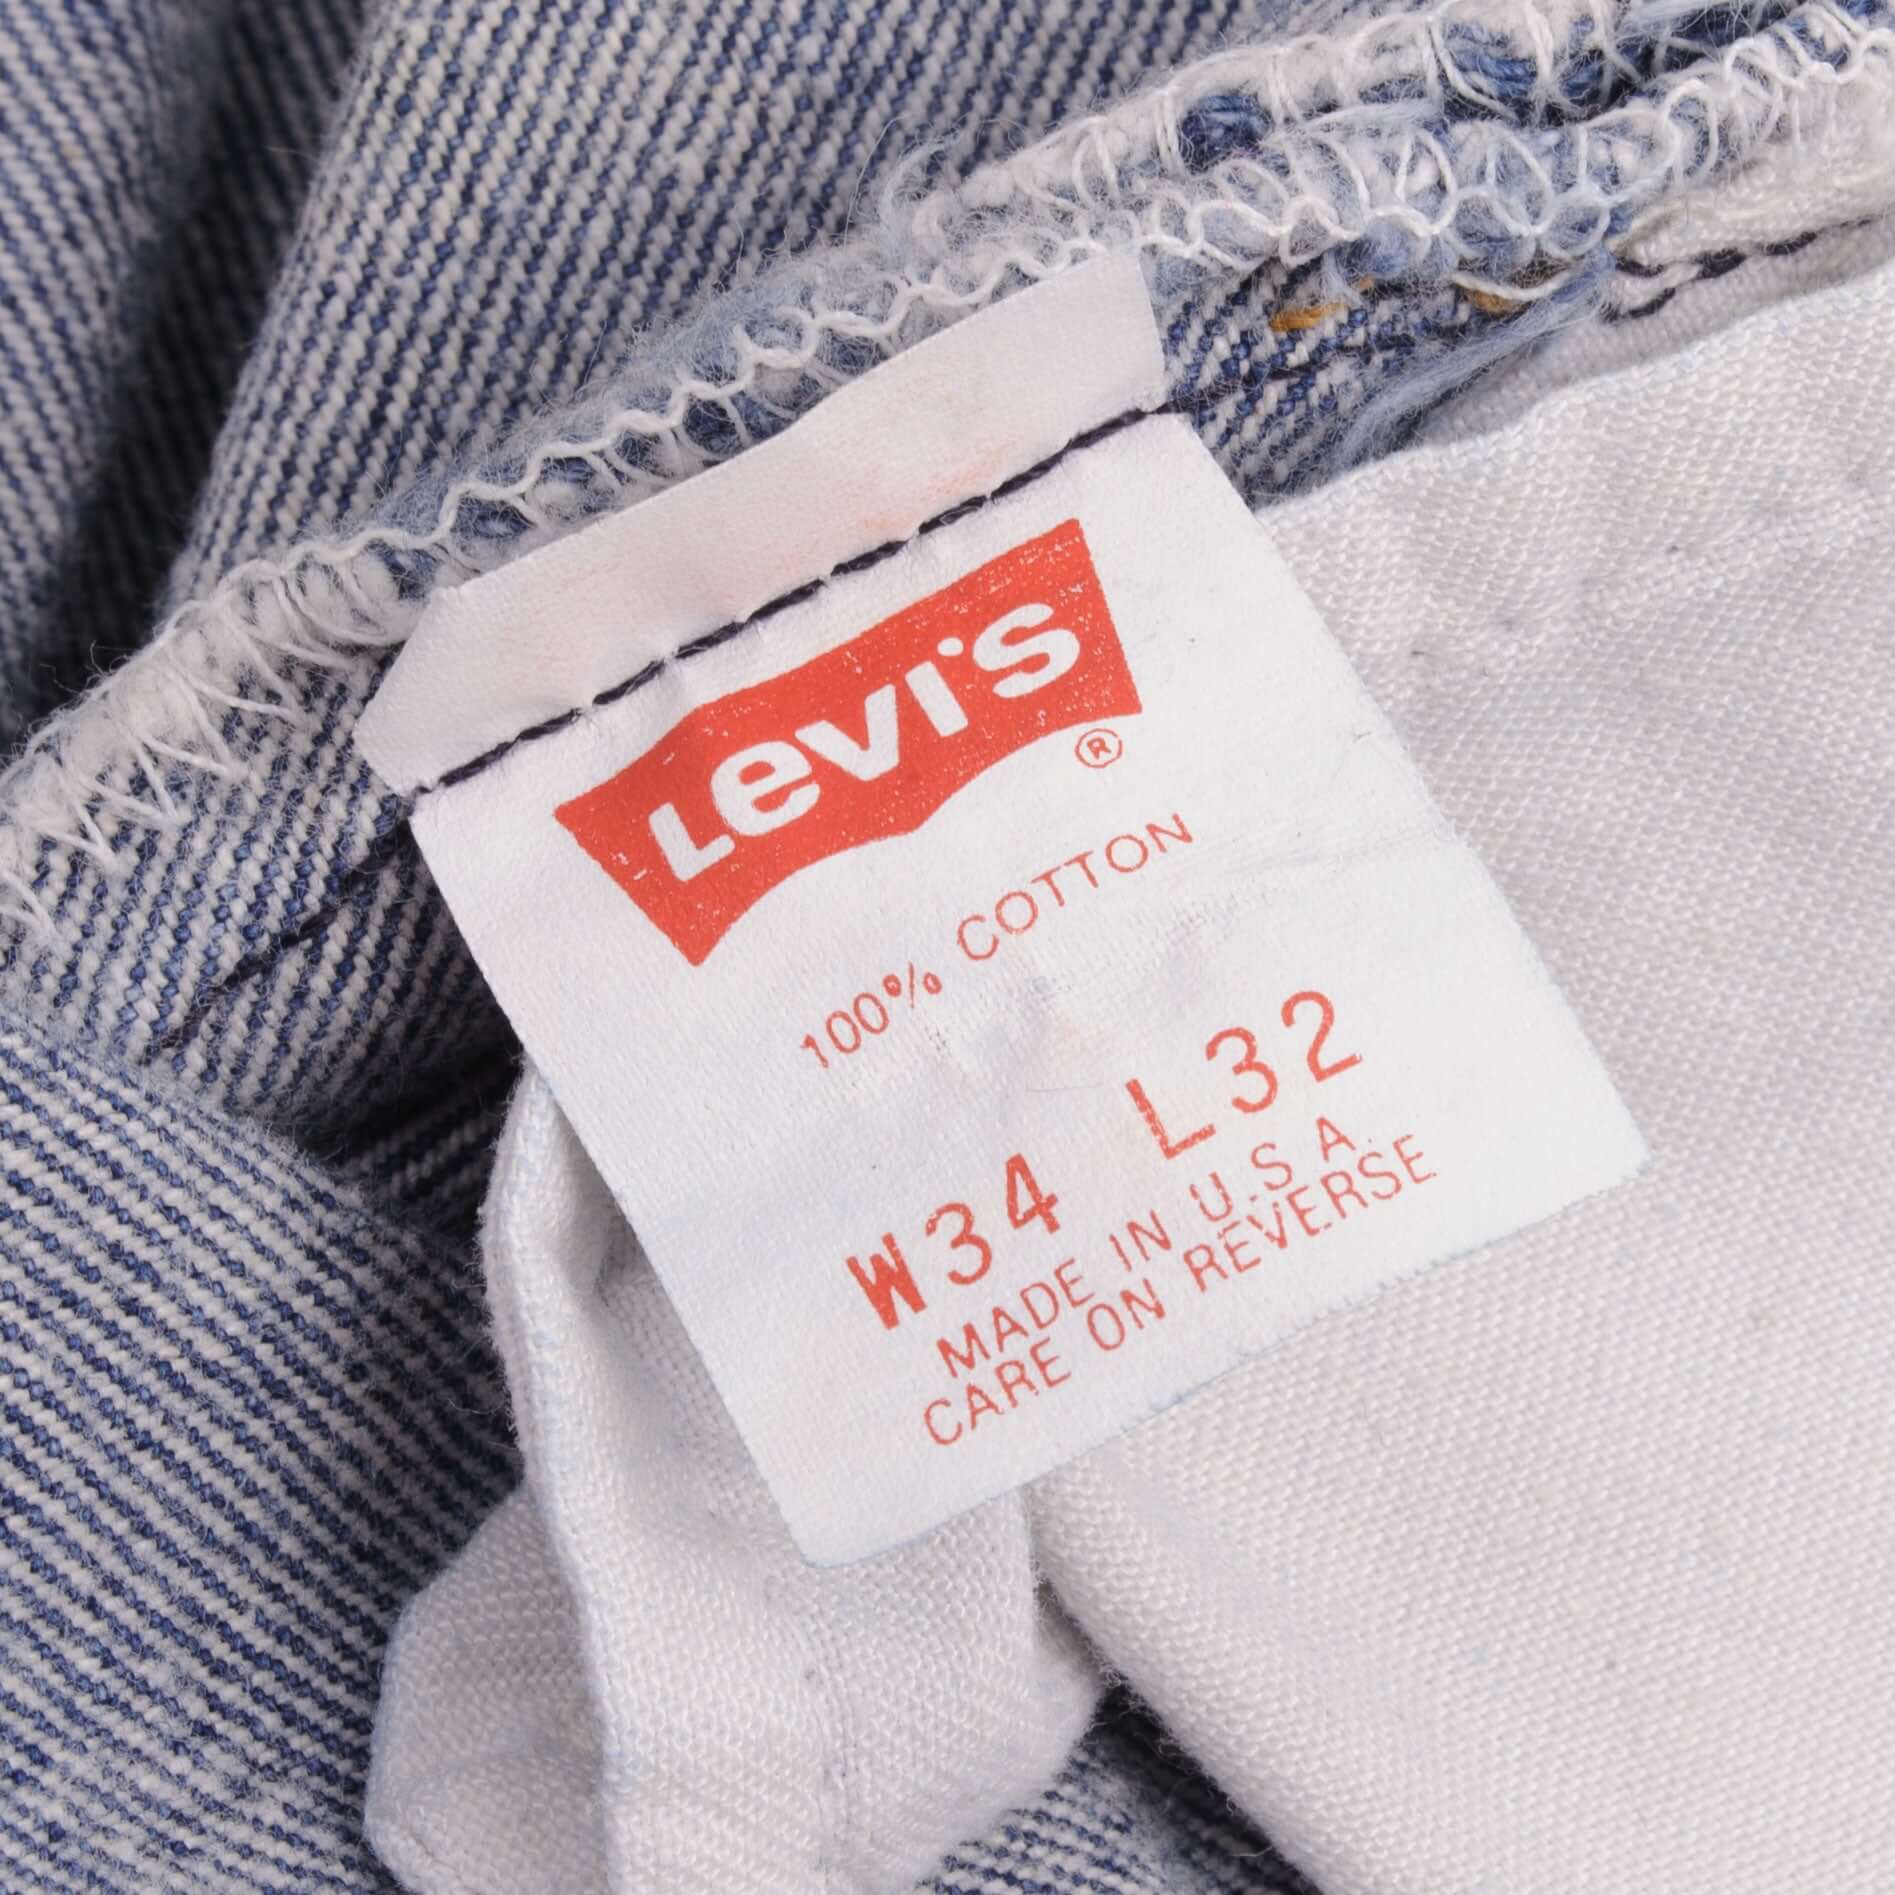 Levi's ®
100% COTTON
W34 L32
MADE IN U.S.A.
CARE ON REVERSE